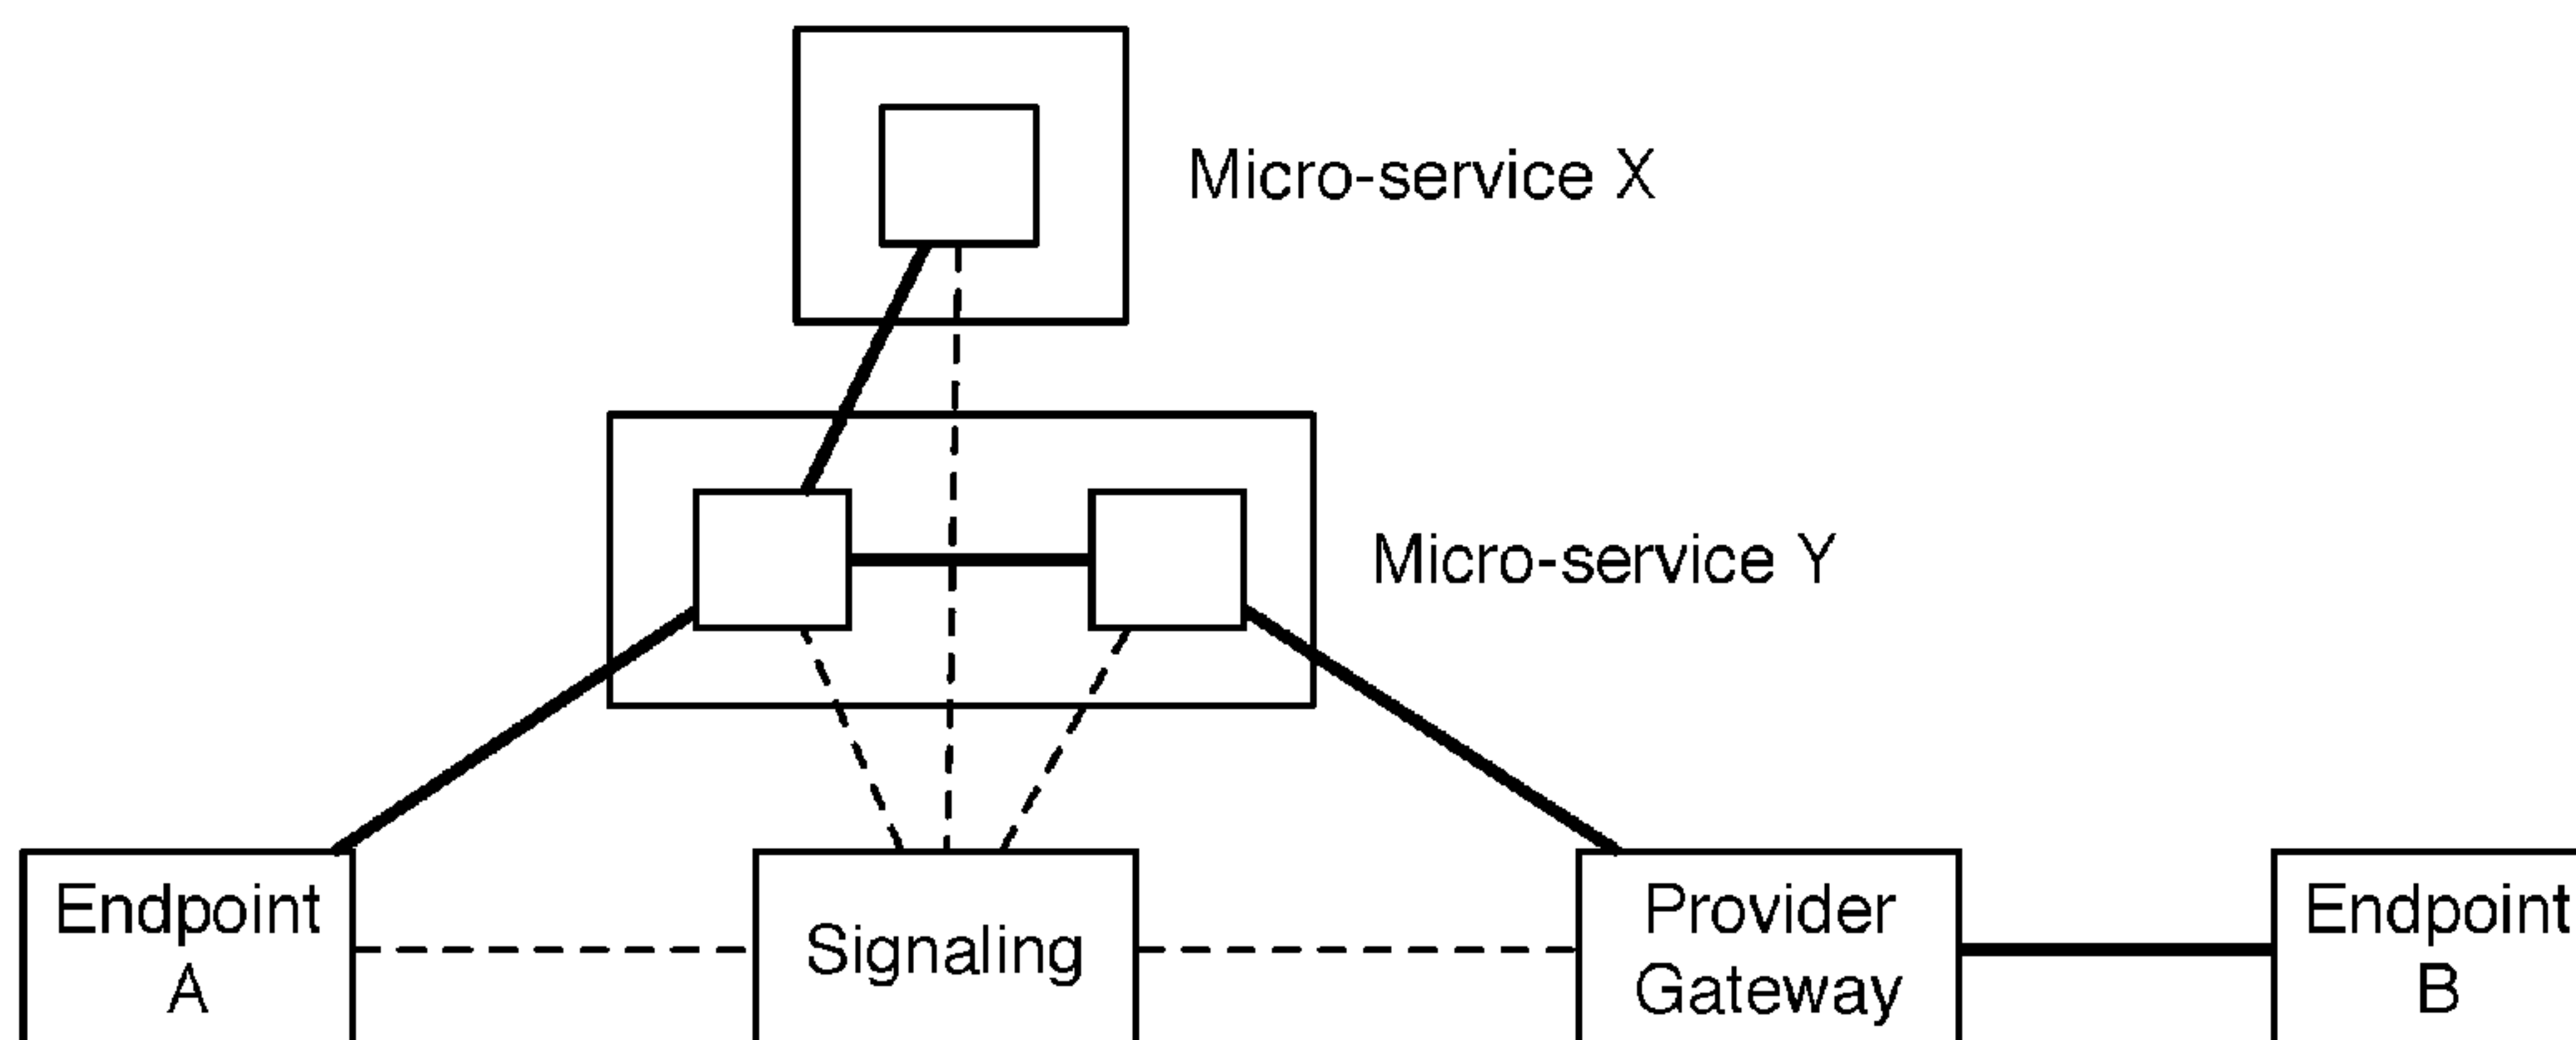 Micro-service X
Micro-service Y
Endpoint
A
Signaling
Provider
Gateway
Endpoint
B